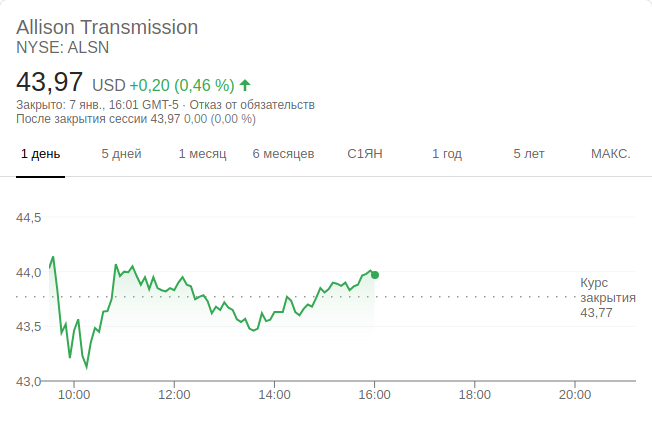 Allison Transmission
NYSE: ALSN
43,97 USD +0,20 (0,46 %)
Закрыто: 7 янв., 16:01 GMT-5 · Отказ от обязательств
После закрытия сессии 43,97 0,00 (0,00 %)
1 день 5 дней 1 месяц 6 месяцев С1ЯН 1 год 5 лет МАКС.
44,5
44,0
Курс
закрытия
43,77
43,5
43,0
10:00 12:00 14:00 16:00 18:00 20:00